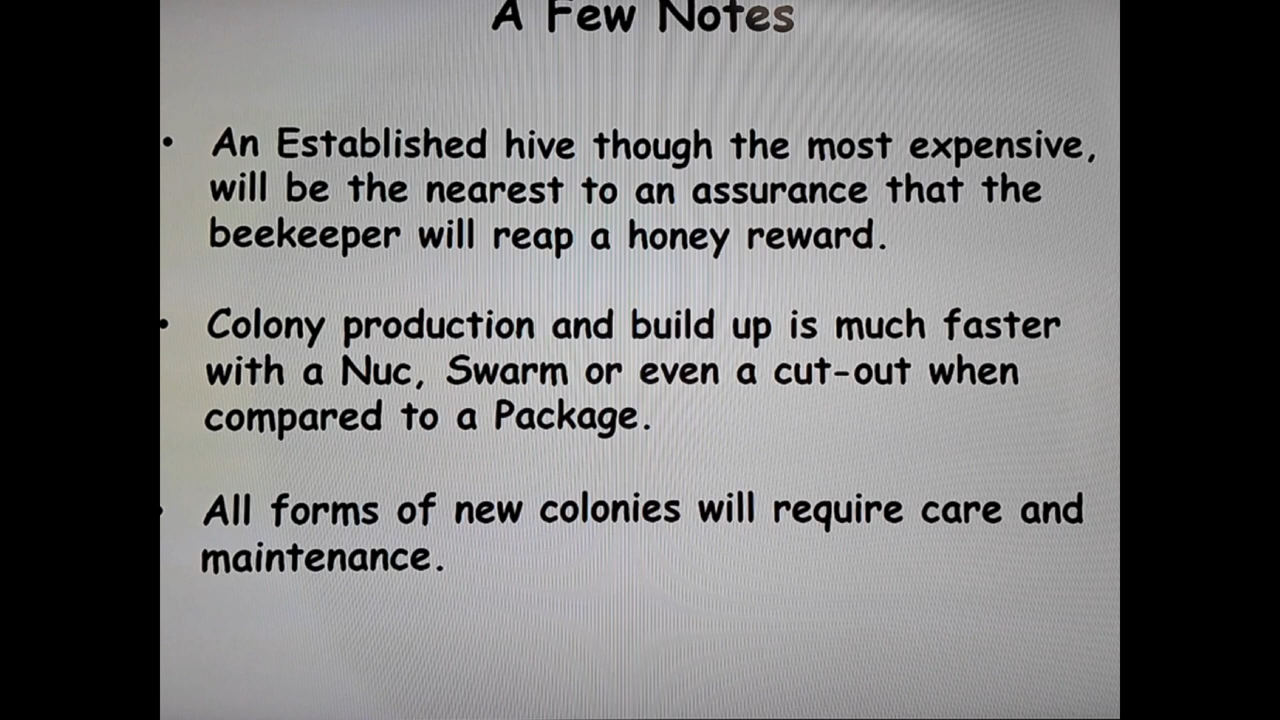 A Few Notes
• An Established hive though the most expensive,
will be the nearest to an assurance that the
beekeeper will reap a honey reward.
• Colony production and build up is much faster
with a Nuc, Swarm or even a cut-out when
compared to a Package.
• All forms of new colonies will require care and
maintenance.